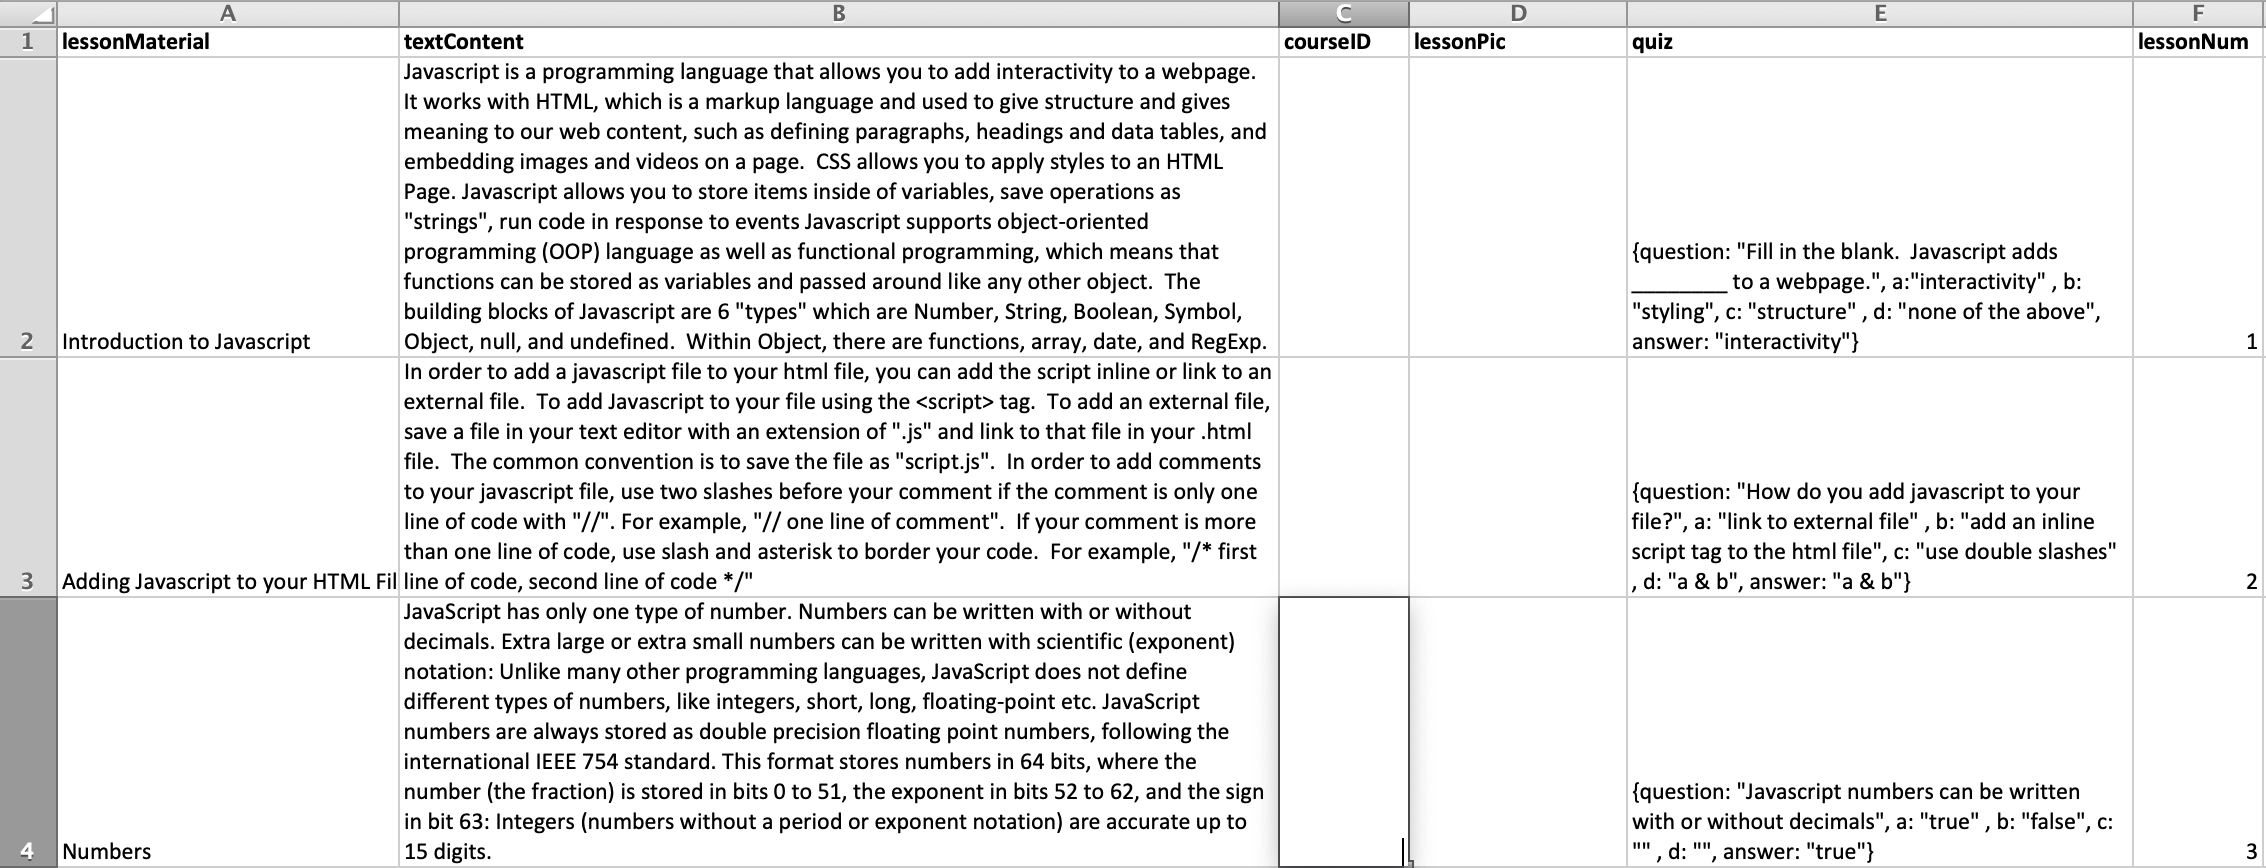 A B C D E F
1 lessonMaterial textContent courseID lessonPic quiz lessonNum
Javascript is a programming language that allows you to add interactivity to a webpage.
It works with HTML, which is a markup language and used to give structure and gives
meaning to our web content, such as defining paragraphs, headings and data tables, and
embedding images and videos on a page.  CSS allows you to apply styles to an HTML
Page. Javascript allows you to store items inside of variables, save operations as
"strings", run code in response to events Javascript supports object-oriented
programming (OOP) language as well as functional programming, which means that
functions can be stored as variables and passed around like any other object.  The
building blocks of Javascript are 6 "types" which are Number, String, Boolean, Symbol,
Object, null, and undefined.  Within Object, there are functions, array, date, and RegExp.
{question: "Fill in the blank.  Javascript adds
________ to a webpage.", a:"interactivity" , b:
"styling", c: "structure" , d: "none of the above",
answer: "interactivity"}
2 Introduction to Javascript 1
In order to add a javascript file to your html file, you can add the script inline or link to an
external file.  To add Javascript to your file using the <script> tag.  To add an external file,
save a file in your text editor with an extension of ".js" and link to that file in your .html
file.  The common convention is to save the file as "script.js".  In order to add comments
to your javascript file, use two slashes before your comment if the comment is only one
line of code with "//". For example, "// one line of comment".  If your comment is more
than one line of code, use slash and asterisk to border your code.  For example, "/* first
line of code, second line of code */"
{question: "How do you add javascript to your
file?", a: "link to external file" , b: "add an inline
script tag to the html file", c: "use double slashes"
, d: "a & b", answer: "a & b"}
3 Adding Javascript to your HTML Fil 2
JavaScript has only one type of number. Numbers can be written with or without
decimals. Extra large or extra small numbers can be written with scientific (exponent)
notation: Unlike many other programming languages, JavaScript does not define
different types of numbers, like integers, short, long, floating-point etc. JavaScript
numbers are always stored as double precision floating point numbers, following the
international IEEE 754 standard. This format stores numbers in 64 bits, where the
number (the fraction) is stored in bits 0 to 51, the exponent in bits 52 to 62, and the sign
in bit 63: Integers (numbers without a period or exponent notation) are accurate up to
15 digits.
{question: "Javascript numbers can be written
with or without decimals", a: "true" , b: "false", c:
"" , d: "", answer: "true"}
4 Numbers 3